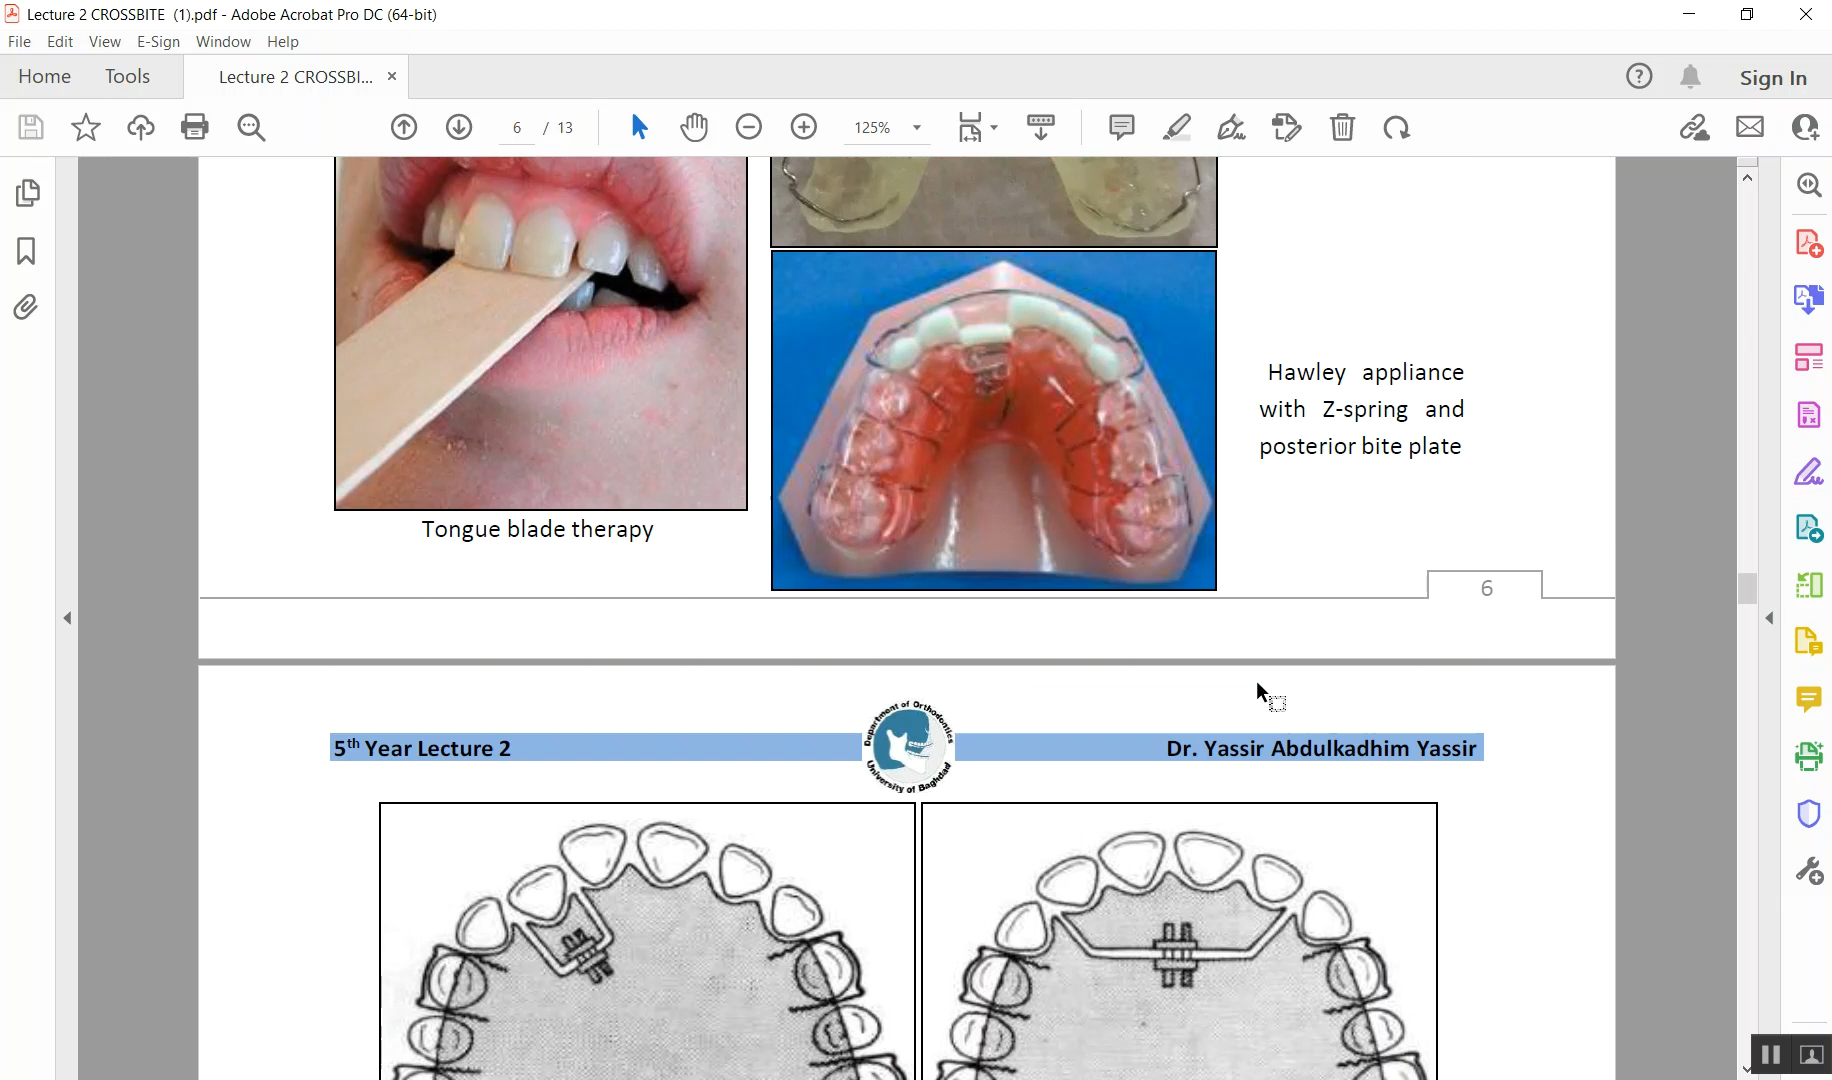 Lecture 2 CROSSBITE  (1).pdf - Adobe Acrobat Pro DC (64-bit)
File Edit View E-Sign Window Help
Home Tools Lecture 2 CROSSBI... × Sign In
6 / 13 125%
Hawley appliance
with Z-spring and
posterior bite plate
Tongue blade therapy
6
5th Year Lecture 2
Department of Orthodontics
University of Baghdad
Dr. Yassir Abdulkadhim Yassir